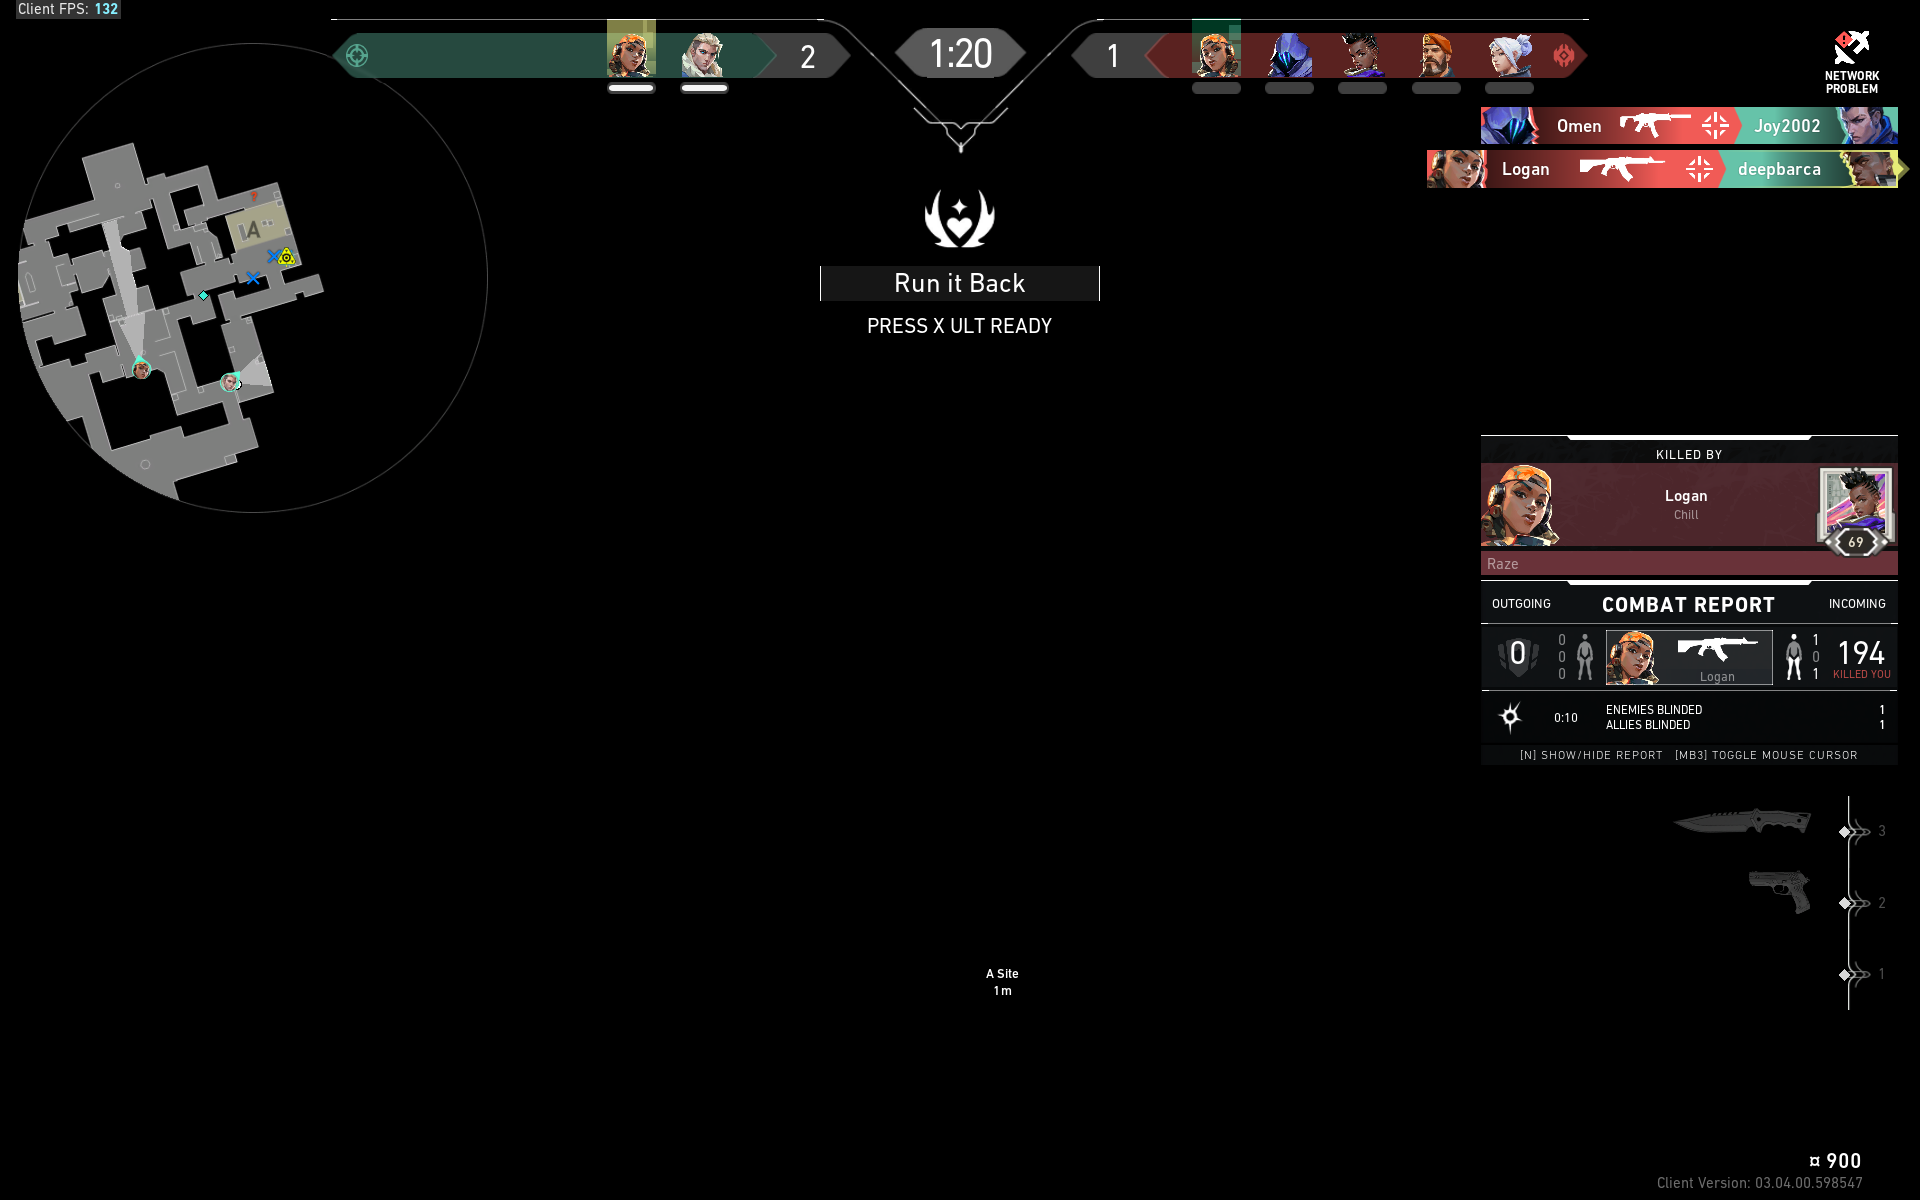 Client FPS: 132
2
1:20
1
NETWORK
PROBLEM
Omen
Joy2002
Logan
deepbarca
A
?
Run it Back
PRESS X ULT READY
KILLED BY
Logan
Chill
69
Raze
OUTGOING
COMBAT REPORT
INCOMING
0
0
0
0
Logan
1
0
1
194
KILLED YOU
0:10
ENEMIES BLINDED 1
ALLIES BLINDED 1
[N] SHOW/HIDE REPORT [MB3] TOGGLE MOUSE CURSOR
3
2
1
A Site
1m
¤ 900
Client Version: 03.04.00.598547